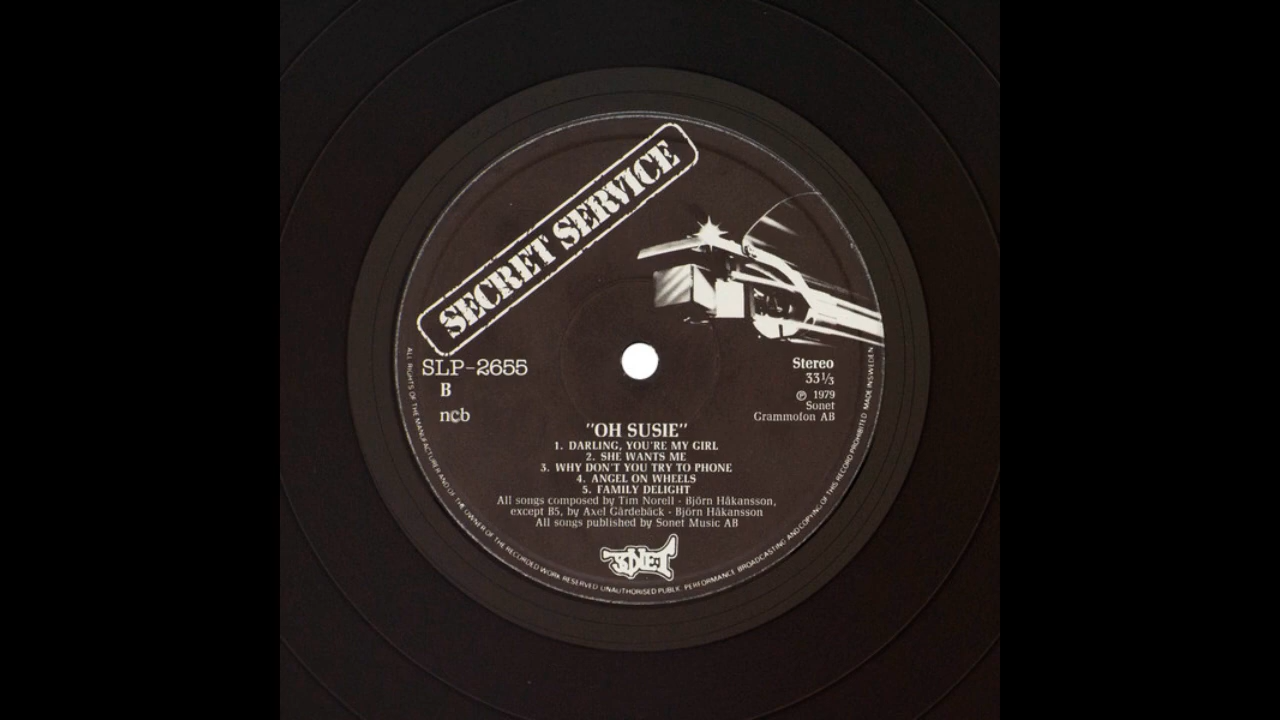 SECRET SERVICE
SLP-2655
B
ncb
Stereo
33⅓
℗ 1979
Sonet
Grammofon AB
"OH SUSIE"
1. DARLING, YOU'RE MY GIRL
2. SHE WANTS ME
3. WHY DON'T YOU TRY TO PHONE
4. ANGEL ON WHEELS
5. FAMILY DELIGHT
All songs composed by Tim Norell - Björn Håkansson,
except B5, by Axel Gårdebäck - Björn Håkansson
All songs published by Sonet Music AB
SONET
ALL RIGHTS OF THE MANUFACTURER AND OF THE OWNER OF THE RECORDED WORK RESERVED UNAUTHORISED PUBLIC PERFORMANCE BROADCASTING AND COPYING OF THIS RECORD PROHIBITED MADE IN SWEDEN